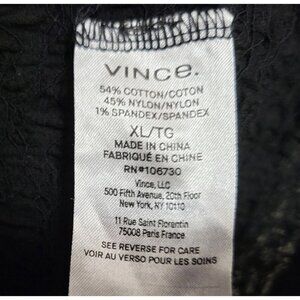 VINCE.
54% COTTON/COTON
45% NYLON/NYLON
1% SPANDEX/SPANDEX
XL/TG
MADE IN CHINA
FABRIQUÉ EN CHINE
RN#106730
Vince, LLC
500 Fifth Avenue, 20th Floor
New York, NY 10110
11 Rue Saint Florentin
75008 Paris France
SEE REVERSE FOR CARE
VOIR AU VERSO POUR LES SOINS